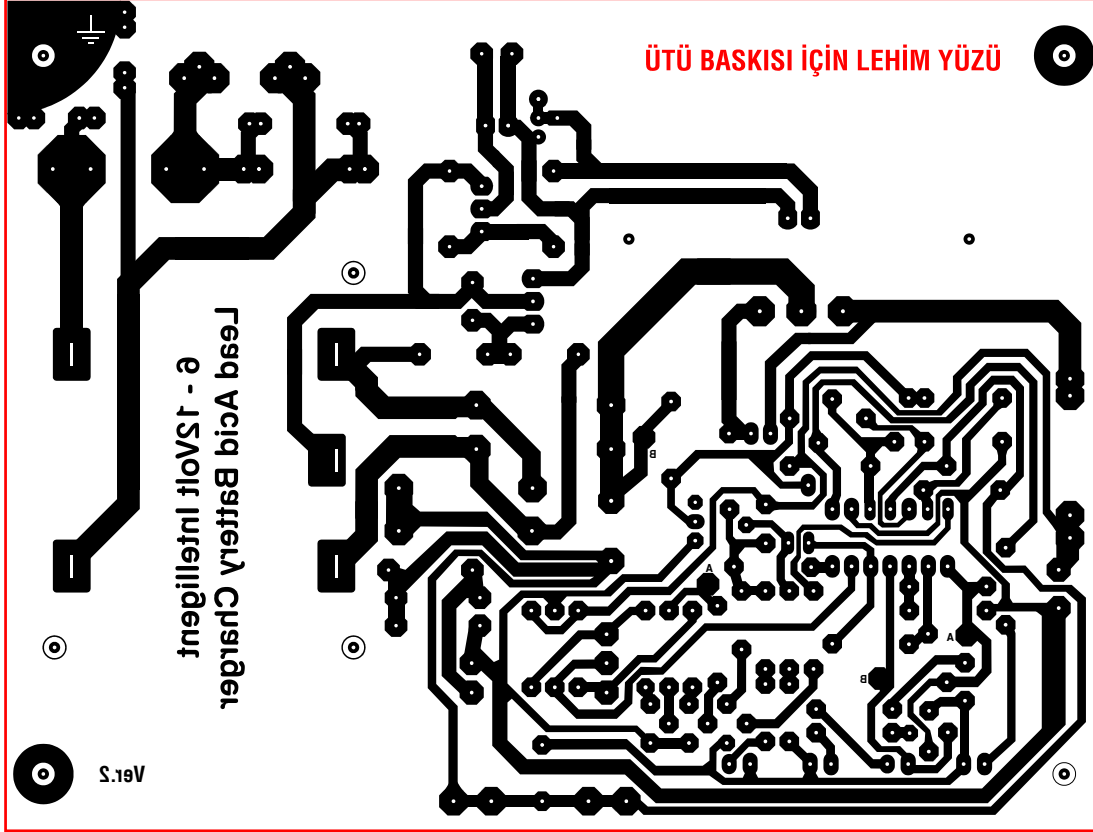 ÜTÜ BASKISI İÇİN LEHİM YÜZÜ
Lead Acid Battery Charger
6 - 12Volt Intelligent
B
A
A
B
Ver.2